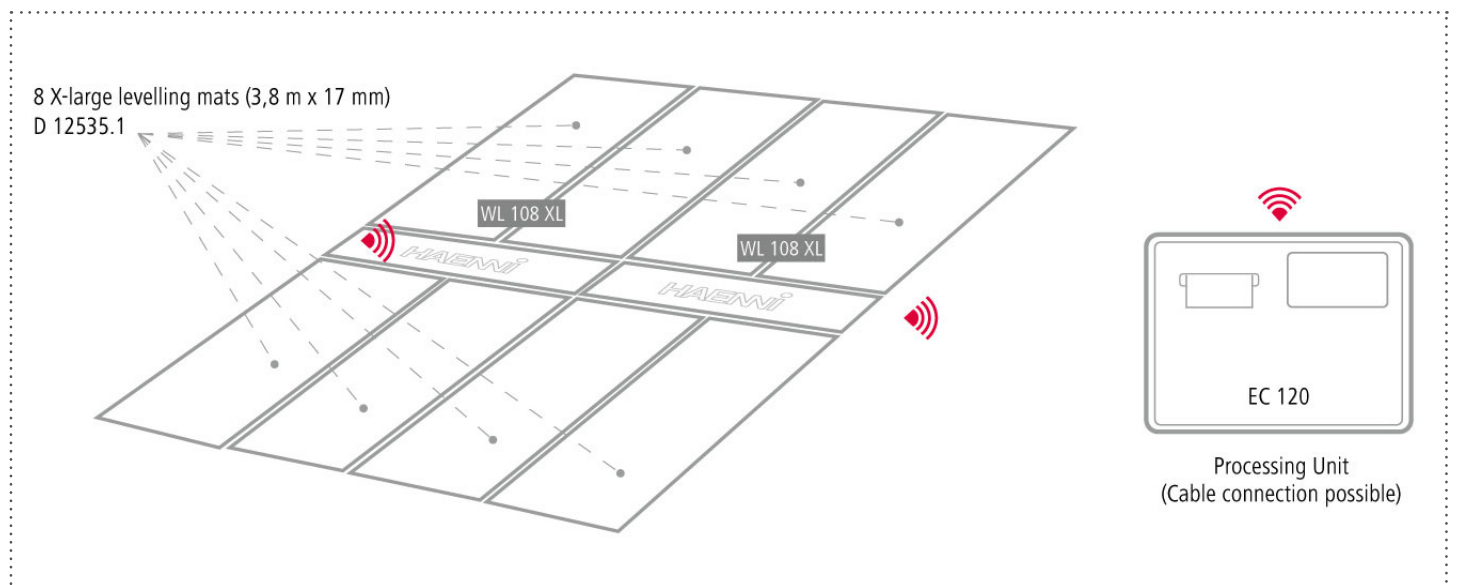 8 X-large levelling mats (3,8 m x 17 mm)
D 12535.1
WL 108 XL
WL 108 XL
HAENNI
HAENNI
EC 120
Processing Unit
(Cable connection possible)